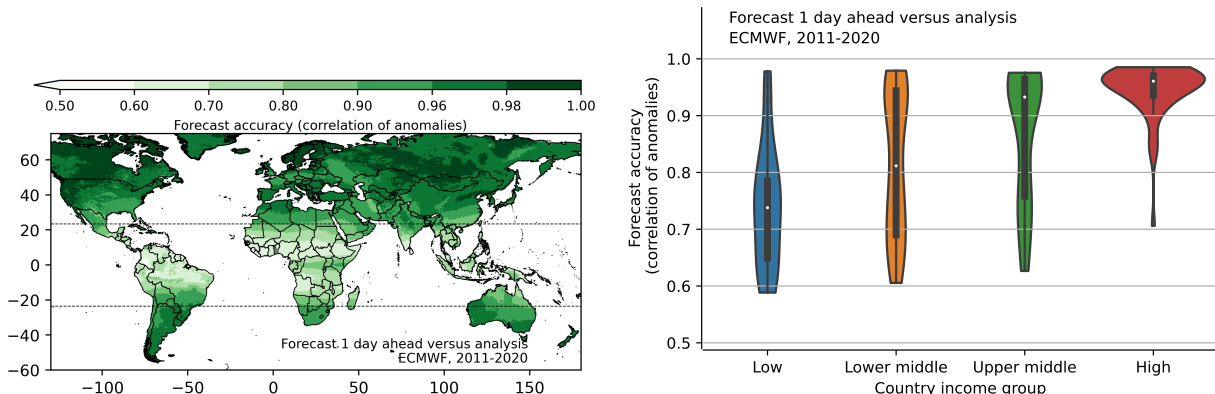 0.50 0.60 0.70 0.80 0.90 0.96 0.98 1.00
Forecast accuracy (correlation of anomalies)
60
40
20
0
−20
−40
−60
Forecast 1 day ahead versus analysis
ECMWF, 2011-2020
−100 −50 0 50 100 150
Forecast 1 day ahead versus analysis
ECMWF, 2011-2020
Forecast accuracy
(correlation of anomalies)
1.0
0.9
0.8
0.7
0.6
0.5
Low Lower middle Upper middle High
Country income group